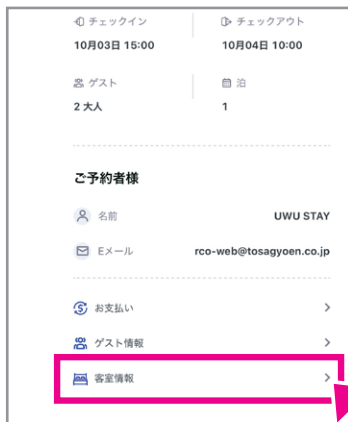 チェックイン
チェックアウト
10月03日 15:00
10月04日 10:00
ゲスト
泊
2 大人
1
ご予約者様
名前
UWU STAY
Eメール
rco-web@tosagyoen.co.jp
お支払い
ゲスト情報
客室情報